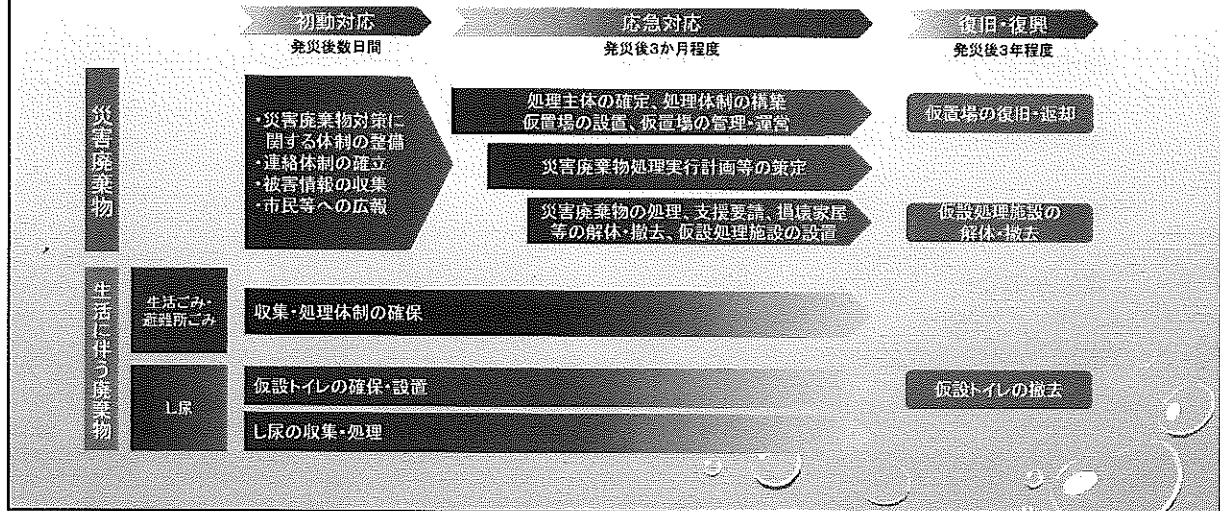 初動対応
発災後数日間
応急対応
発災後3か月程度
復旧・復興
発災後3年程度
災害廃棄物
・災害廃棄物対策に
関する体制の整備
・連絡体制の確立
・被害情報の収集
・市民等への広報
処理主体の確定、処理体制の構築
仮置場の設置、仮置場の管理・運営
仮置場の復旧・返却
災害廃棄物処理実行計画等の策定
災害廃棄物の処理、支援要請、損壊家屋
等の解体・撤去、仮設処理施設の設置
仮設処理施設の
解体・撤去
生活に伴う廃棄物
生活ごみ・
避難所ごみ
収集・処理体制の確保
し尿
仮設トイレの確保・設置
仮設トイレの撤去
し尿の収集・処理